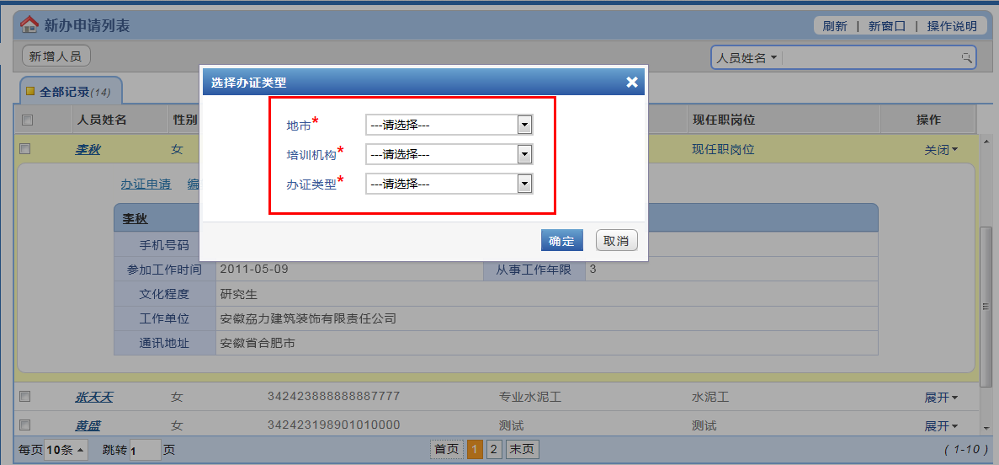 新办申请列表
刷新 | 新窗口 | 操作说明
新增人员
人员姓名
全部记录(14)
人员姓名 性别 现任职岗位 操作
李秋 女 现任职岗位 关闭
选择办证类型
地市* ---请选择---
培训机构* ---请选择---
办证类型* ---请选择---
确定 取消
办证申请 编
李秋
手机号码
参加工作时间 2011-05-09 从事工作年限 3
文化程度 研究生
工作单位 安徽劦力建筑装饰有限责任公司
通讯地址 安徽省合肥市
张天天 女 342423888888887777 专业水泥工 水泥工 展开
黄盛 女 342423198901010000 测试 测试 展开
每页 10条 跳转 1 页 首页 1 2 末页 ( 1-10 )